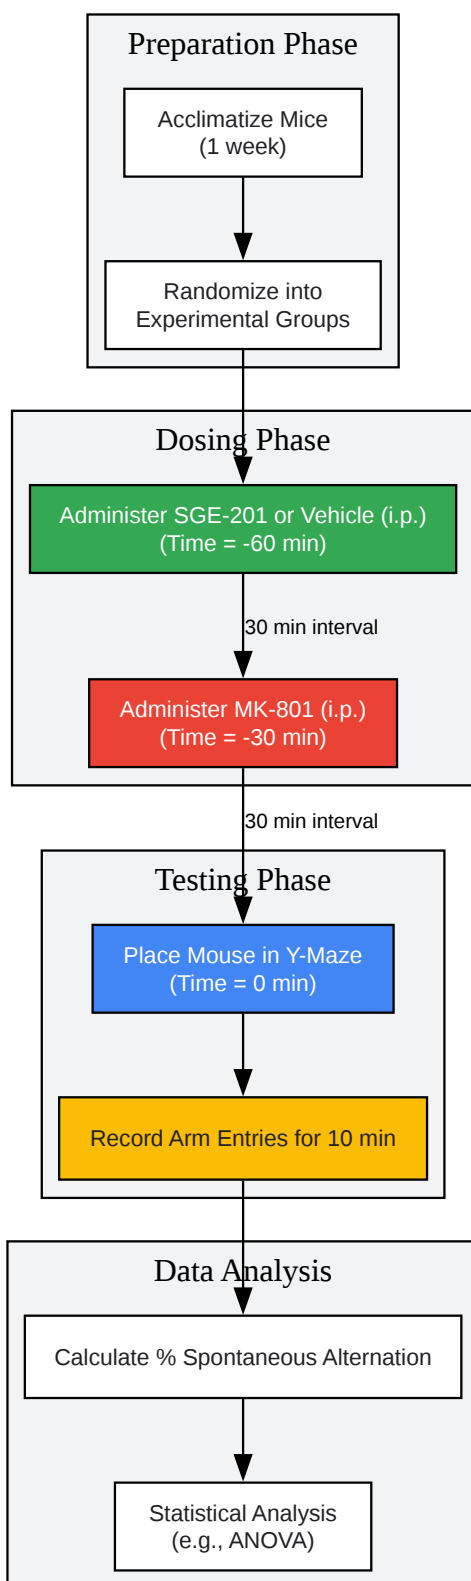 Preparation Phase
Acclimatize Mice
(1 week)
Randomize into
Experimental Groups
Dosing Phase
Administer SGE-201 or Vehicle (i.p.)
(Time = -60 min)
30 min interval
Administer MK-801 (i.p.)
(Time = -30 min)
30 min interval
Testing Phase
Place Mouse in Y-Maze
(Time = 0 min)
Record Arm Entries for 10 min
Data Analysis
Calculate % Spontaneous Alternation
Statistical Analysis
(e.g., ANOVA)